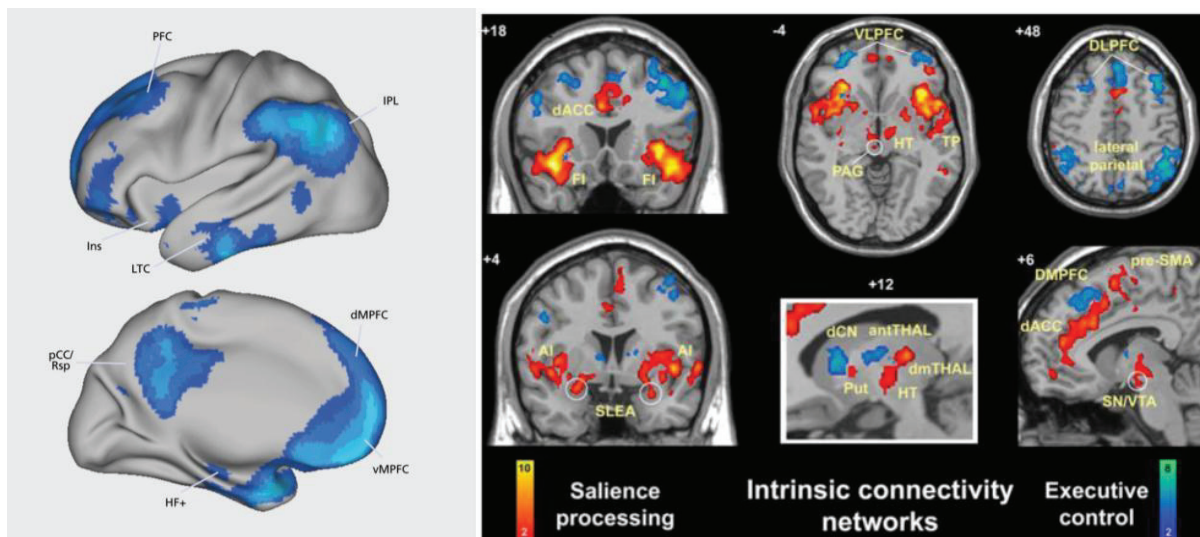 PFC
IPL
Ins
LTC
dMPFC
pCC/
Rsp
vMPFC
HF+
+18
dACC
FI
FI
-4
VLPFC
HT
TP
PAG
+48
DLPFC
lateral
parietal
+4
AI
AI
SLEA
+12
dCN
antTHAL
dmTHAL
Put
HT
+6
pre-SMA
DMPFC
dACC
SN/VTA
10
2
Salience
processing
Intrinsic connectivity
networks
Executive
control
8
2